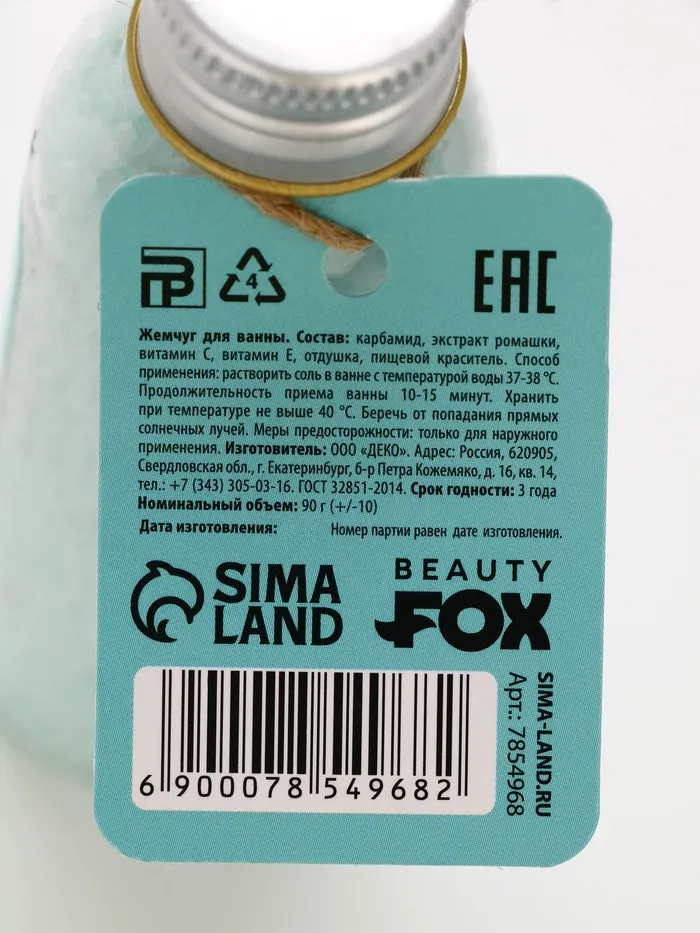 4
EAC
Жемчуг для ванны. Состав: карбамид, экстракт ромашки,
витамин С, витамин Е, отдушка, пищевой краситель. Способ
применения: растворить соль в ванне с температурой воды 37-38 °С.
Продолжительность приема ванны 10-15 минут. Хранить
при температуре не выше 40 °С. Беречь от попадания прямых
солнечных лучей. Меры предосторожности: только для наружного
применения. Изготовитель: ООО «ДЕКО». Адрес: Россия, 620905,
Свердловская обл., г. Екатеринбург, б-р Петра Кожемяко, д. 16, кв. 14,
тел.: +7 (343) 305-03-16. ГОСТ 32851-2014. Срок годности: 3 года
Номинальный объем: 90 г (+/-10)
Дата изготовления: Номер партии равен дате изготовления.
SIMA LAND
BEAUTY
FOX
SIMA-LAND.RU
Арт.: 7854968
6 900078 549682